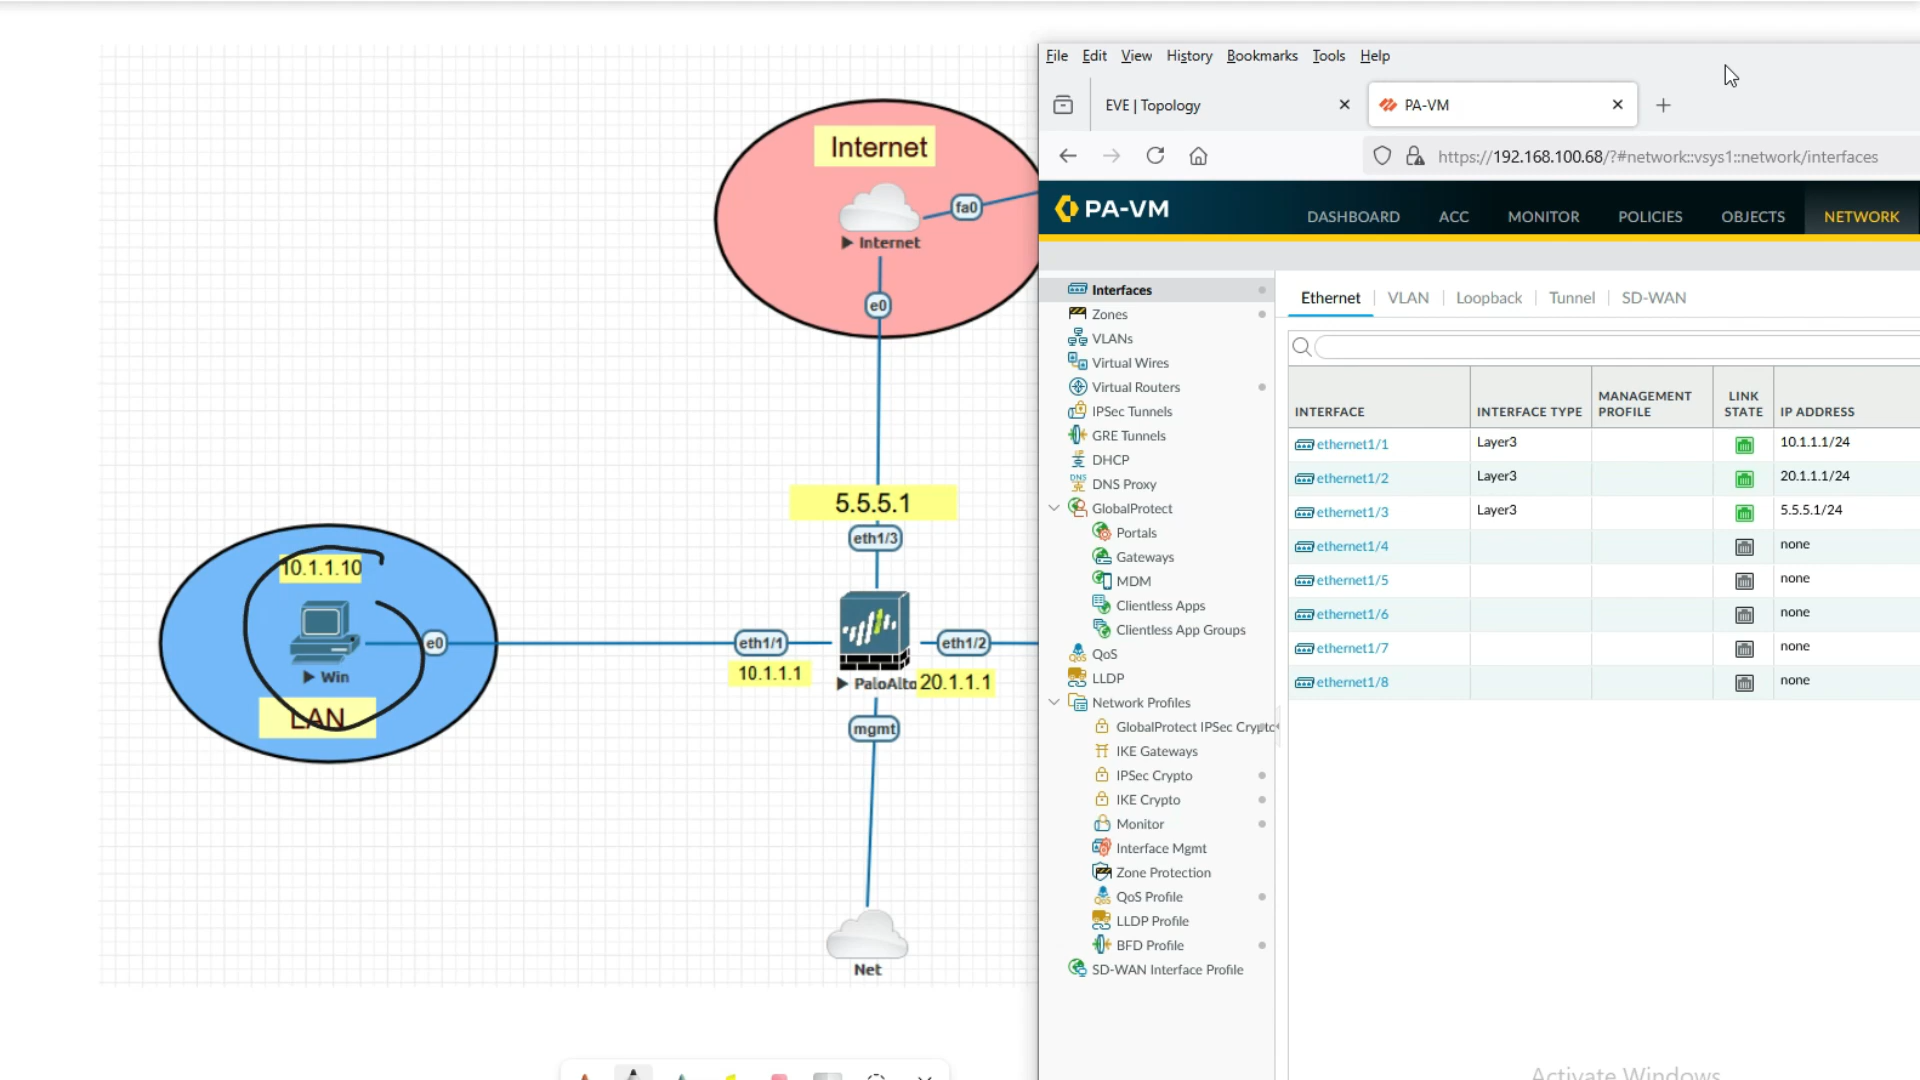 Internet
fa0
Internet
e0
5.5.5.1
eth1/3
10.1.1.10
e0
Win
LAN
eth1/1
10.1.1.1
PaloAlto
eth1/2
20.1.1.1
mgmt
Net
File Edit View History Bookmarks Tools Help
EVE | Topology
PA-VM
https://192.168.100.68/?#network::vsys1::network/interfaces
PA-VM
DASHBOARD ACC MONITOR POLICIES OBJECTS NETWORK
Interfaces
Zones
VLANs
Virtual Wires
Virtual Routers
IPSec Tunnels
GRE Tunnels
DHCP
DNS DNS Proxy
GlobalProtect
Portals
Gateways
MDM
Clientless Apps
Clientless App Groups
QoS QoS
LLDP
Network Profiles
GlobalProtect IPSec Crypto
IKE Gateways
IPSec Crypto
IKE Crypto
Monitor
Interface Mgmt
Zone Protection
QoS QoS Profile
LLDP Profile
BFD Profile
SD-WAN Interface Profile
Ethernet VLAN Loopback Tunnel SD-WAN
INTERFACE INTERFACE TYPE MANAGEMENT PROFILE LINK STATE IP ADDRESS
ethernet1/1 Layer3 10.1.1.1/24
ethernet1/2 Layer3 20.1.1.1/24
ethernet1/3 Layer3 5.5.5.1/24
ethernet1/4 none
ethernet1/5 none
ethernet1/6 none
ethernet1/7 none
ethernet1/8 none
Activate Windows